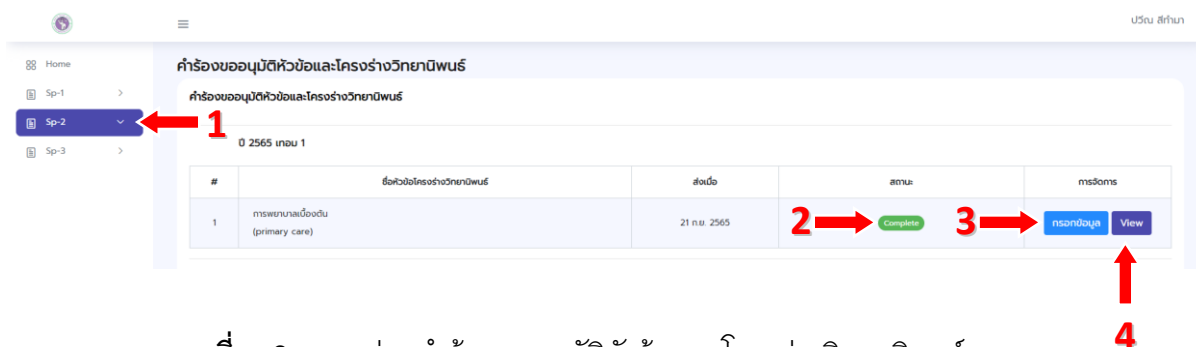 ปวีณ สีทำมา
Home
คำร้องขออนุมัติหัวข้อและโครงร่างวิทยานิพนธ์
Sp-1
คำร้องขออนุมัติหัวข้อและโครงร่างวิทยานิพนธ์
Sp-2
1
ปี 2565 เทอม 1
Sp-3
# ชื่อหัวข้อโครงร่างวิทยานิพนธ์ ส่งเมื่อ สถานะ การจัดการ
1 การพยาบาลเบื้องต้น 21 ก.ย. 2565 2 Complete 3 กรอกข้อมูล View
(primary care)
4